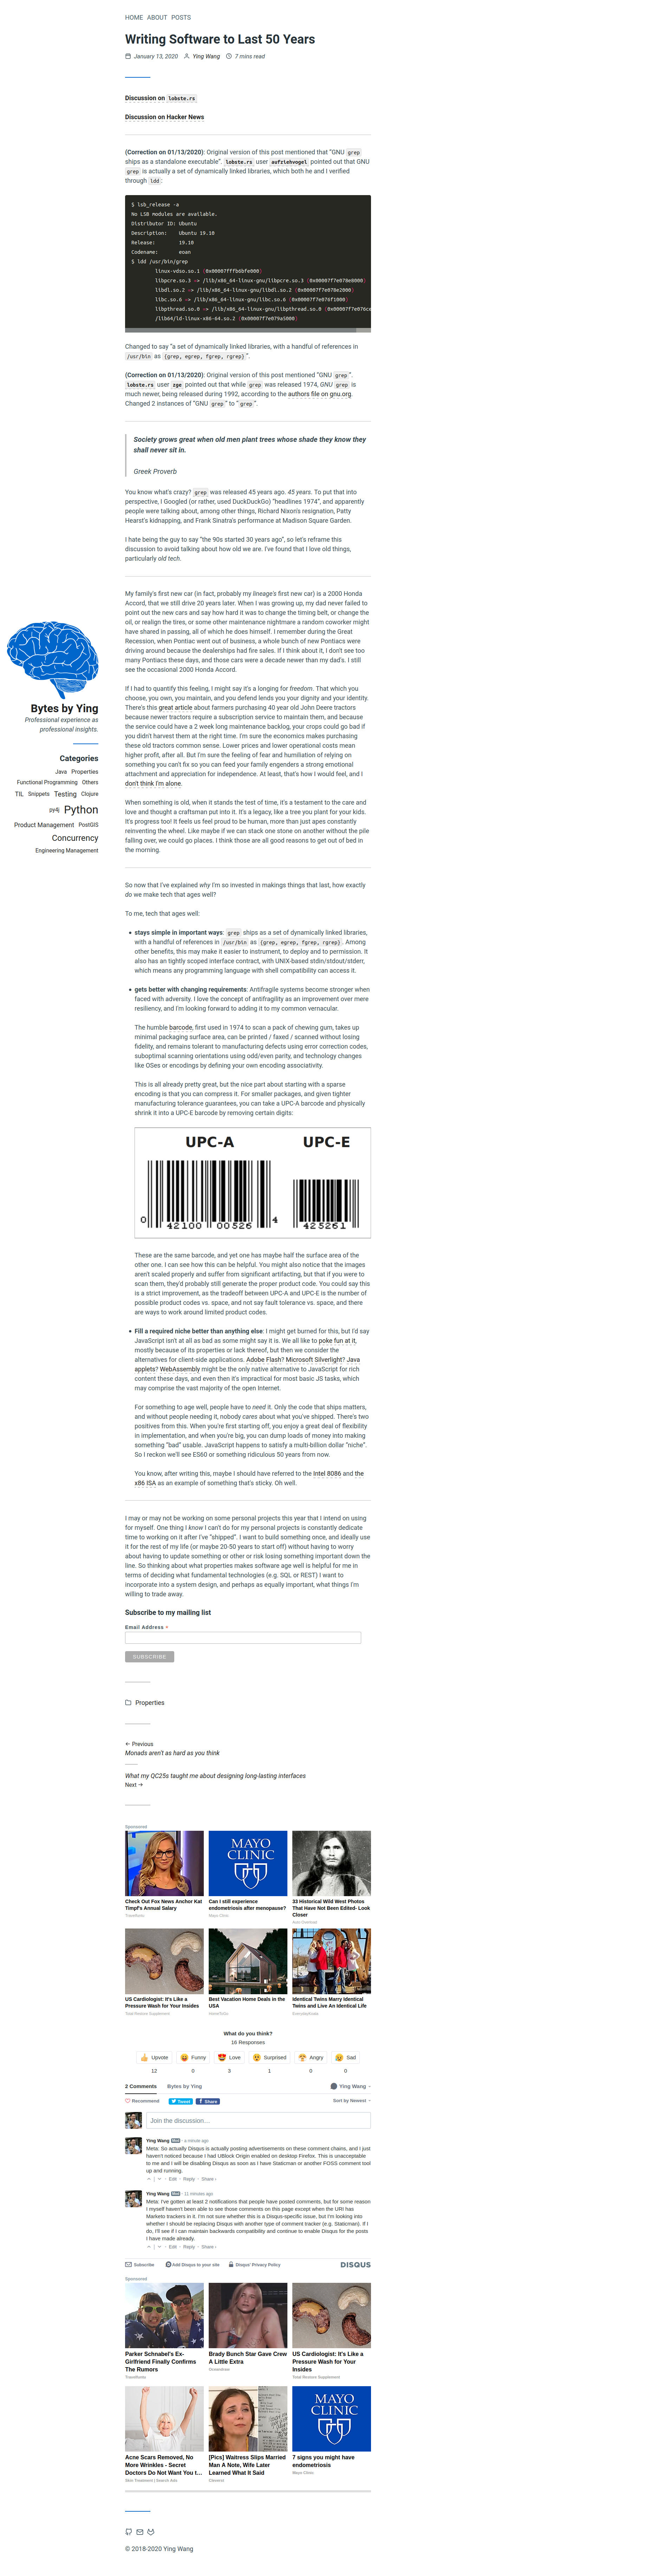 HOME ABOUT POSTS
Writing Software to Last 50 Years
January 13, 2020 Ying Wang 7 mins read
Discussion on lobste.rs
Discussion on Hacker News
(Correction on 01/13/2020): Original version of this post mentioned that "GNU grep
ships as a standalone executable". lobste.rs user aufziehvogel pointed out that GNU
grep is actually a set of dynamically linked libraries, which both he and I verified
through ldd:
$ lsb_release -a
No LSB modules are available.
Distributor ID: Ubuntu
Description: Ubuntu 19.10
Release: 19.10
Codename: eoan
$ ldd /usr/bin/grep
linux-vdso.so.1 (0x00007fffbdbfe000)
libpcre.so.3 -> /lib/x86_64-linux-gnu/libpcre.so.3 (0x00007f7e078e8000)
libdl.so.2 -> /lib/x86_64-linux-gnu/libdl.so.2 (0x00007f7e078e2000)
libc.so.6 -> /lib/x86_64-linux-gnu/libc.so.6 (0x00007f7e076f1000)
libpthread.so.0 -> /lib/x86_64-linux-gnu/libpthread.so.0 (0x00007f7e076ce
/lib64/ld-linux-x86-64.so.2 (0x00007f7e079a5000)
Changed to say "a set of dynamically linked libraries, with a handful of references in
/usr/bin as {grep, egrep, fgrep, rgrep}".
(Correction on 01/13/2020): Original version of this post mentioned "GNU grep".
lobste.rs user zge pointed out that while grep was released 1974, GNU grep is
much newer, being released during 1992, according to the authors file on gnu.org.
Changed 2 instances of "GNU grep" to "grep".
Society grows great when old men plant trees whose shade they know they
shall never sit in.
Greek Proverb
You know what's crazy? grep was released 45 years ago. 45 years. To put that into
perspective, I Googled (or rather, used DuckDuckGo) "headlines 1974", and apparently
people were talking about, among other things, Richard Nixon's resignation, Patty
Hearst's kidnapping, and Frank Sinatra's performance at Madison Square Garden.
I hate being the guy to say "the 90s started 30 years ago", so let's reframe this
discussion to avoid talking about how old we are. I've found that I love old things,
particularly old tech.
My family's first new car (in fact, probably my lineage's first new car) is a 2000 Honda
Accord, that we still drive 20 years later. When I was growing up, my dad never failed to
point out the new cars and say how hard it was to change the timing belt, or change the
oil, or realign the tires, or some other maintenance nightmare a random coworker might
have shared in passing, all of which he does himself. I remember during the Great
Recession, when Pontiac went out of business, a whole bunch of new Pontiacs were
driving around because the dealerships had fire sales. If I think about it, I don't see too
many Pontiacs these days, and those cars were a decade newer than my dad's. I still
see the occasional 2000 Honda Accord.
If I had to quantify this feeling, I might say it's a longing for freedom. That which you
choose, you own, you maintain, and you defend lends you your dignity and your identity.
There's this great article about farmers purchasing 40 year old John Deere tractors
because newer tractors require a subscription service to maintain them, and because
the service could have a 2 week long maintenance backlog, your crops could go bad if
you didn't harvest them at the right time. I'm sure the economics makes purchasing
these old tractors common sense. Lower prices and lower operational costs mean
higher profit, after all. But I'm sure the feeling of fear and humiliation of relying on
something you can't fix so you can feed your family engenders a strong emotional
attachment and appreciation for independence. At least, that's how I would feel, and I
don't think I'm alone.
When something is old, when it stands the test of time, it's a testament to the care and
love and thought a craftsman put into it. It's a legacy, like a tree you plant for your kids.
It's progress too! It feels us feel proud to be human, more than just apes constantly
reinventing the wheel. Like maybe if we can stack one stone on another without the pile
falling over, we could go places. I think those are all good reasons to get out of bed in
the morning.
So now that I've explained why I'm so invested in makings things that last, how exactly
do we make tech that ages well?
To me, tech that ages well:
stays simple in important ways: grep ships as a set of dynamically linked libraries,
with a handful of references in /usr/bin as {grep, egrep, fgrep, rgrep}. Among
other benefits, this may make it easier to instrument, to deploy and to permission. It
also has an tightly scoped interface contract, with UNIX-based stdin/stdout/stderr,
which means any programming language with shell compatibility can access it.
gets better with changing requirements: Antifragile systems become stronger when
faced with adversity. I love the concept of antifragility as an improvement over mere
resiliency, and I'm looking forward to adding it to my common vernacular.
The humble barcode, first used in 1974 to scan a pack of chewing gum, takes up
minimal packaging surface area, can be printed / faxed / scanned without losing
fidelity, and remains tolerant to manufacturing defects using error correction codes,
suboptimal scanning orientations using odd/even parity, and technology changes
like OSes or encodings by defining your own encoding associativity.
This is all already pretty great, but the nice part about starting with a sparse
encoding is that you can compress it. For smaller packages, and given tighter
manufacturing tolerance guarantees, you can take a UPC-A barcode and physically
shrink it into a UPC-E barcode by removing certain digits:
UPC-A UPC-E
0 42100 00526 4 0 425261 4
These are the same barcode, and yet one has maybe half the surface area of the
other one. I can see how this can be helpful. You might also notice that the images
aren't scaled properly and suffer from significant artifacting, but that if you were to
scan them, they'd probably still generate the proper product code. You could say this
is a strict improvement, as the tradeoff between UPC-A and UPC-E is the number of
possible product codes vs. space, and not say fault tolerance vs. space, and there
are ways to work around limited product codes.
Fill a required niche better than anything else: I might get burned for this, but I'd say
JavaScript isn't at all as bad as some might say it is. We all like to poke fun at it,
mostly because of its properties or lack thereof, but then we consider the
alternatives for client-side applications. Adobe Flash? Microsoft Silverlight? Java
applets? WebAssembly might be the only native alternative to JavaScript for rich
content these days, and even then it's impractical for most basic JS tasks, which
may comprise the vast majority of the open Internet.
For something to age well, people have to need it. Only the code that ships matters,
and without people needing it, nobody cares about what you've shipped. There's two
positives from this. When you're first starting off, you enjoy a great deal of flexibility
in implementation, and when you're big, you can dump loads of money into making
something "bad" usable. JavaScript happens to satisfy a multi-billion dollar "niche".
So I reckon we'll see ES60 or something ridiculous 50 years from now.
You know, after writing this, maybe I should have referred to the Intel 8086 and the
x86 ISA as an example of something that's sticky. Oh well.
I may or may not be working on some personal projects this year that I intend on using
for myself. One thing I know I can't do for my personal projects is constantly dedicate
time to working on it after I've "shipped". I want to build something once, and ideally use
it for the rest of my life (or maybe 20-50 years to start off) without having to worry
about having to update something or other or risk losing something important down the
line. So thinking about what properties makes software age well is helpful for me in
terms of deciding what fundamental technologies (e.g. SQL or REST) I want to
incorporate into a system design, and perhaps as equally important, what things I'm
willing to trade away.
Subscribe to my mailing list
Email Address *
SUBSCRIBE
Properties
← Previous
Monads aren't as hard as you think
What my QC25s taught me about designing long-lasting interfaces
Next →
Bytes by Ying
Professional experience as
professional insights.
Categories
Java Properties
Functional Programming Others
TIL Snippets Testing Clojure
py4j Python
Product Management PostGIS
Concurrency
Engineering Management
Sponsored
MAYO
CLINIC
Check Out Fox News Anchor Kat
Timpf's Annual Salary
Can I still experience
endometriosis after menopause?
Mayo Clinic
33 Historical Wild West Photos
That Have Not Been Edited- Look
Closer
US Cardiologist: It's Like a
Pressure Wash for Your Insides
Total Restore Supplement
Best Vacation Home Deals in the
USA
HomeToGo
Identical Twins Marry Identical
Twins and Live An Identical Life
What do you think?
16 Responses
Upvote Funny Love Surprised Angry Sad
12 0 3 1 0 0
2 Comments Bytes by Ying Ying Wang
Recommend Tweet Share Sort by Newest
Join the discussion...
Ying Wang Mod • a minute ago
Meta: So actually Disqus is actually posting advertisements on these comment chains, and I just
haven't noticed because I had UBlock Origin enabled on desktop Firefox. This is unacceptable
to me and I will be disabling Disqus as soon as I have Staticman or another FOSS comment tool
up and running.
Edit • Reply • Share ›
Ying Wang Mod • 11 minutes ago
Meta: I've gotten at least 2 notifications that people have posted comments, but for some reason
I myself haven't been able to see those comments on this page except when the URI has
Marketo trackers in it. I'm not sure whether this is a Disqus-specific issue, but I'm looking into
whether I should be replacing Disqus with another type of comment tracker (e.g. Staticman). If I
do, I'll see if I can maintain backwards compatibility and continue to enable Disqus for the posts
I have made already.
Edit • Reply • Share ›
Subscribe Add Disqus to your site Disqus' Privacy Policy DISQUS
Sponsored
Parker Schnabel's Ex-
Girlfriend Finally Confirms
The Rumors
Brady Bunch Star Gave Crew
A Little Extra
US Cardiologist: It's Like a
Pressure Wash for Your
Insides
Total Restore Supplement
MAYO
CLINIC
Acne Scars Removed, No
More Wrinkles - Secret
Doctors Do Not Want You t…
Skin Treatment | Search Ads
[Pics] Waitress Slips Married
Man A Note, Wife Later
Learned What It Said
7 signs you might have
endometriosis
Mayo Clinic
© 2018-2020 Ying Wang